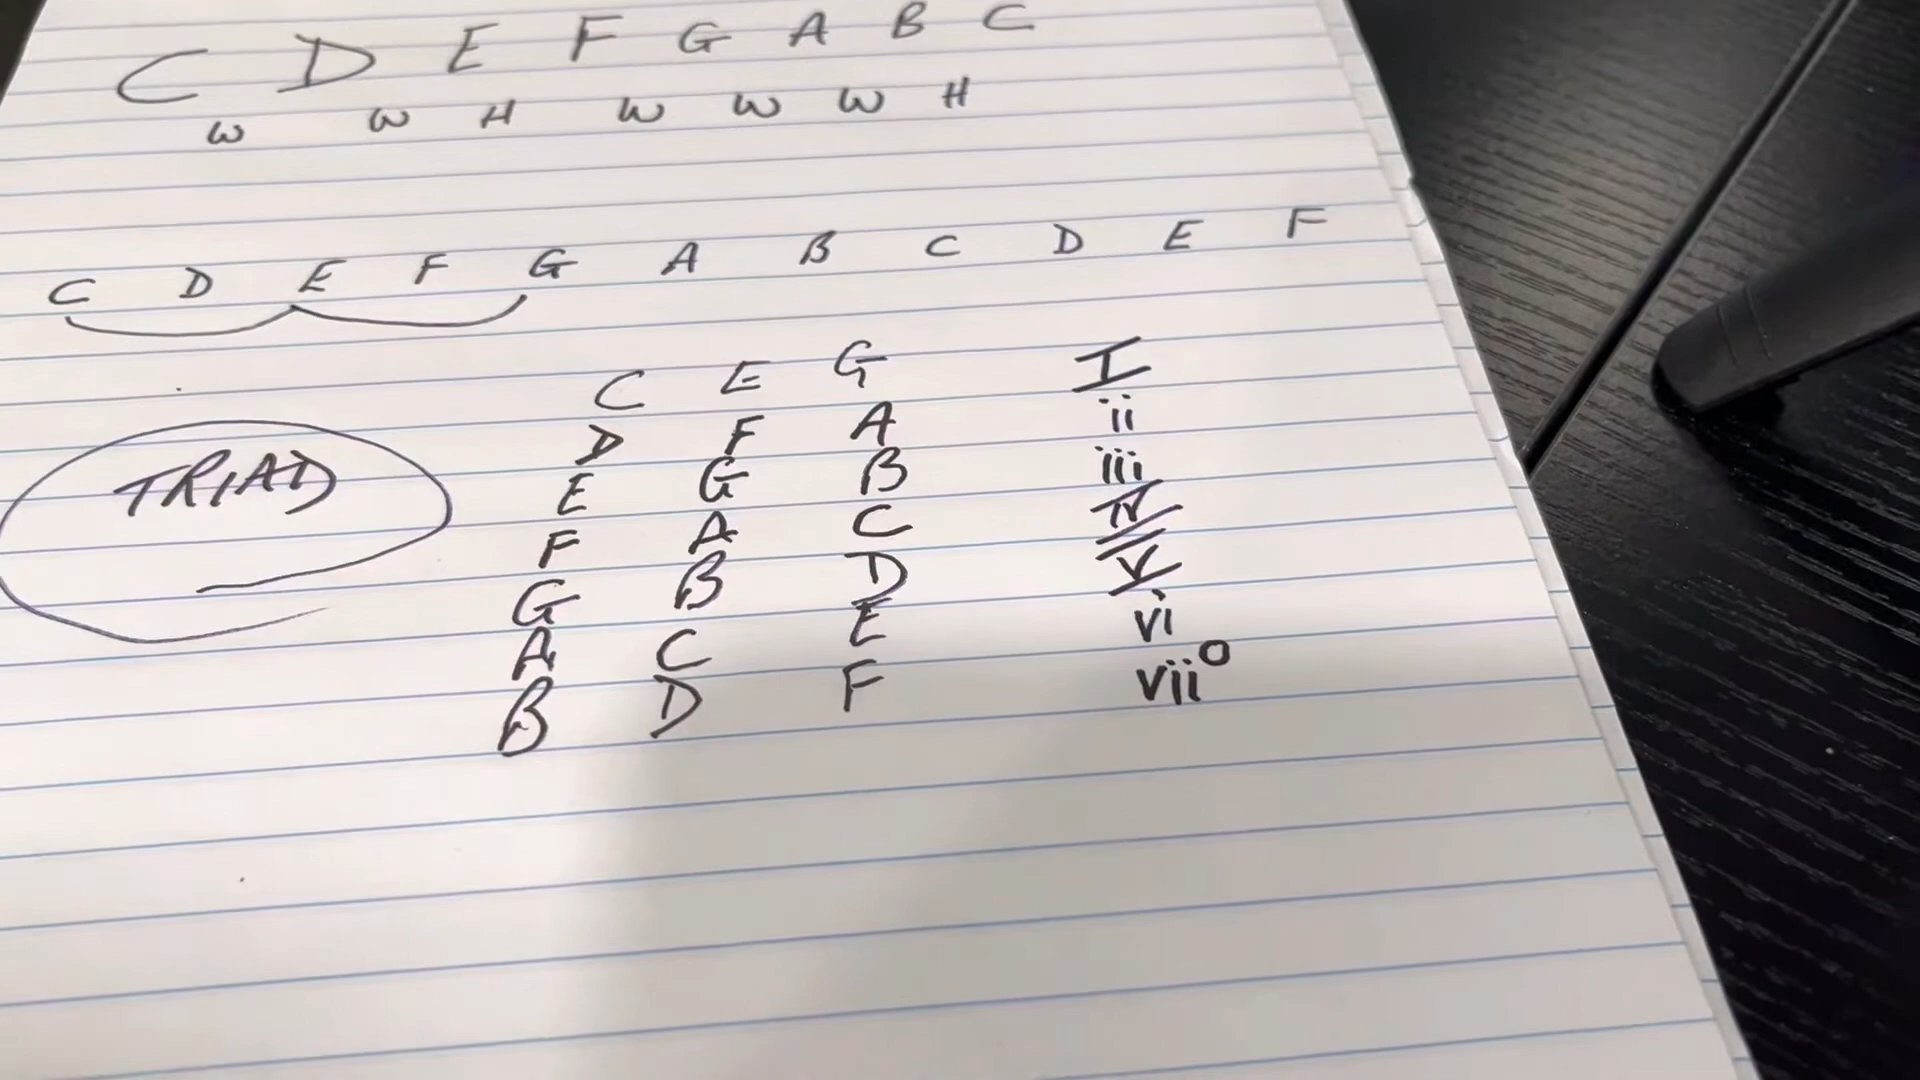 C D E F G A B C
W W H W W W H
C D E F G A B C D E F
C E G I
D F A ii
E G B iii
TRIAD
F A C IV
G B D V
A C E vi
B D F vii°